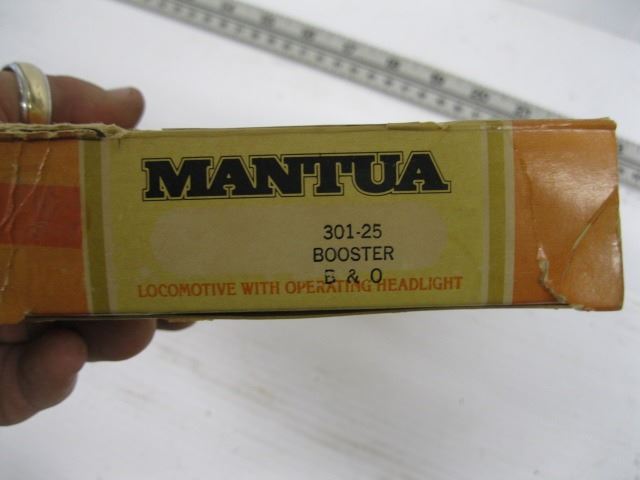 MANTUA
301-25
BOOSTER
B & O
LOCOMOTIVE WITH OPERATING HEADLIGHT